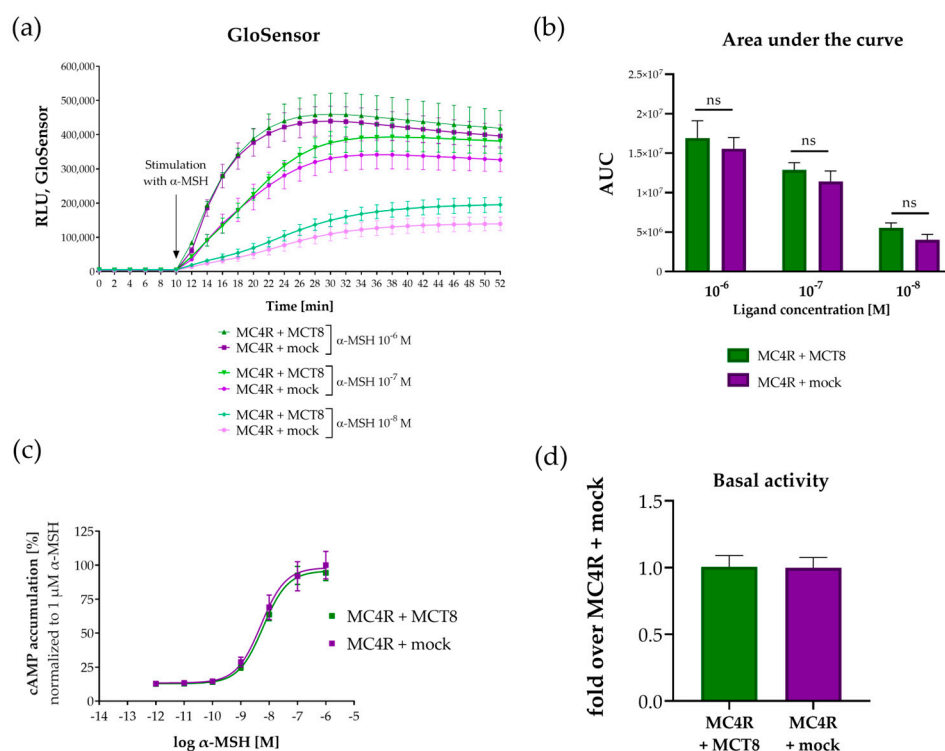 (a)
GloSensor
RLU, GloSensor
600,000
500,000
400,000
300,000
200,000
100,000
0
Stimulation
with α-MSH
0 2 4 6 8 10 12 14 16 18 20 22 24 26 28 30 32 34 36 38 40 42 44 46 48 50 52
Time [min]
MC4R + MCT8
MC4R + mock
α-MSH 10⁻⁶ M
MC4R + MCT8
MC4R + mock
α-MSH 10⁻⁷ M
MC4R + MCT8
MC4R + mock
α-MSH 10⁻⁸ M
(b)
Area under the curve
AUC
2.5×10⁷
2×10⁷
1.5×10⁷
1×10⁷
5×10⁶
0
ns
ns
ns
10⁻⁶ 10⁻⁷ 10⁻⁸
Ligand concentration [M]
MC4R + MCT8
MC4R + mock
(c)
cAMP accumulation [%]
normalized to 1 µM α-MSH
125
100
75
50
25
0
-14 -13 -12 -11 -10 -9 -8 -7 -6 -5
log α-MSH [M]
MC4R + MCT8
MC4R + mock
(d)
Basal activity
fold over MC4R + mock
1.5
1.0
0.5
0.0
MC4R
+ MCT8
MC4R
+ mock